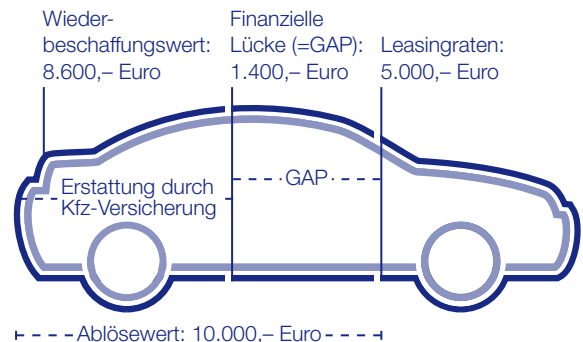 Wieder-
beschaffungswert:
8.600,– Euro
Finanzielle
Lücke (=GAP):
1.400,– Euro
Leasingraten:
5.000,– Euro
Erstattung durch
Kfz-Versicherung
GAP
Ablösewert: 10.000,– Euro